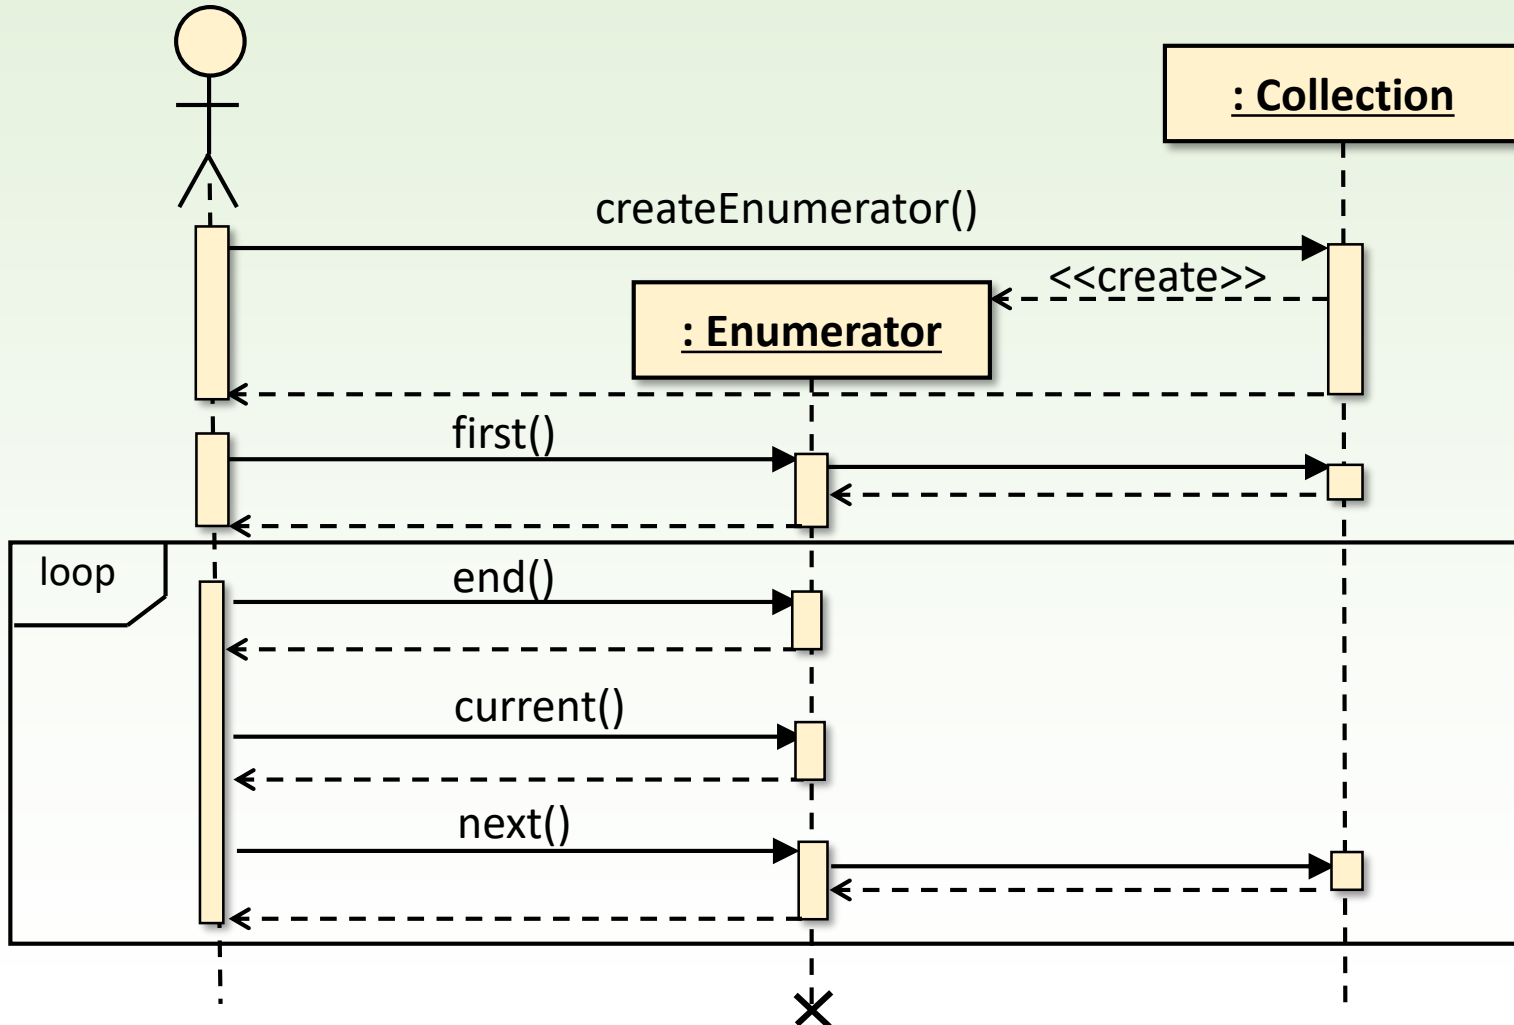 : Collection
createEnumerator()
<<create>>
: Enumerator
first()
loop
end()
current()
next()